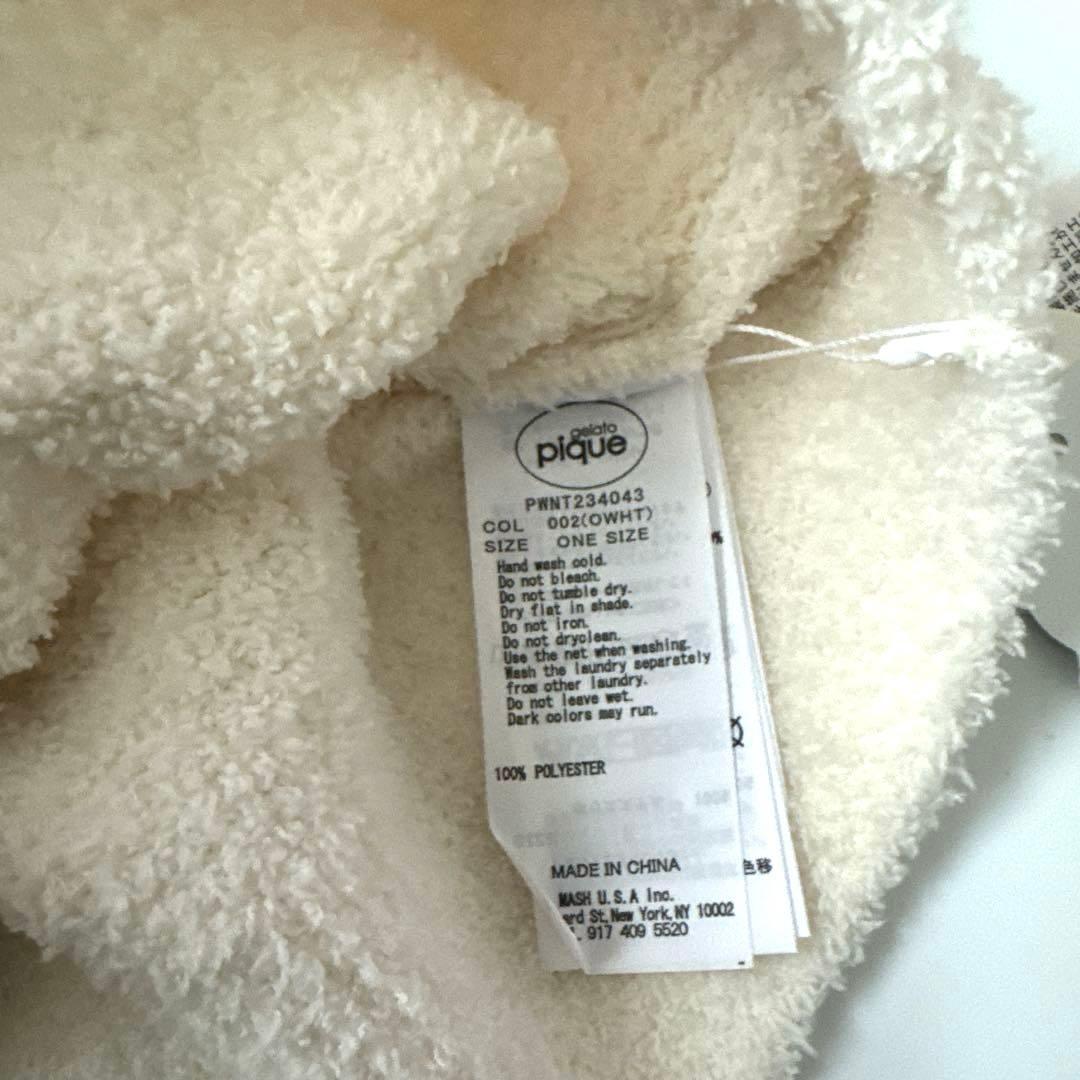 gelato
pique
PWNT234043
COL 002(OWHT)
SIZE ONE SIZE
Hand wash cold.
Do not bleach.
Do not tumble dry.
Dry flat in shade.
Do not iron.
Do not dryclean.
Use the net when washing.
Wash the laundry separately
from other laundry.
Do not leave wet.
Dark colors may run.
100% POLYESTER
MADE IN CHINA
MASH U.S.A Inc.
St, New York, NY 10002
917 409 5520
%
色移